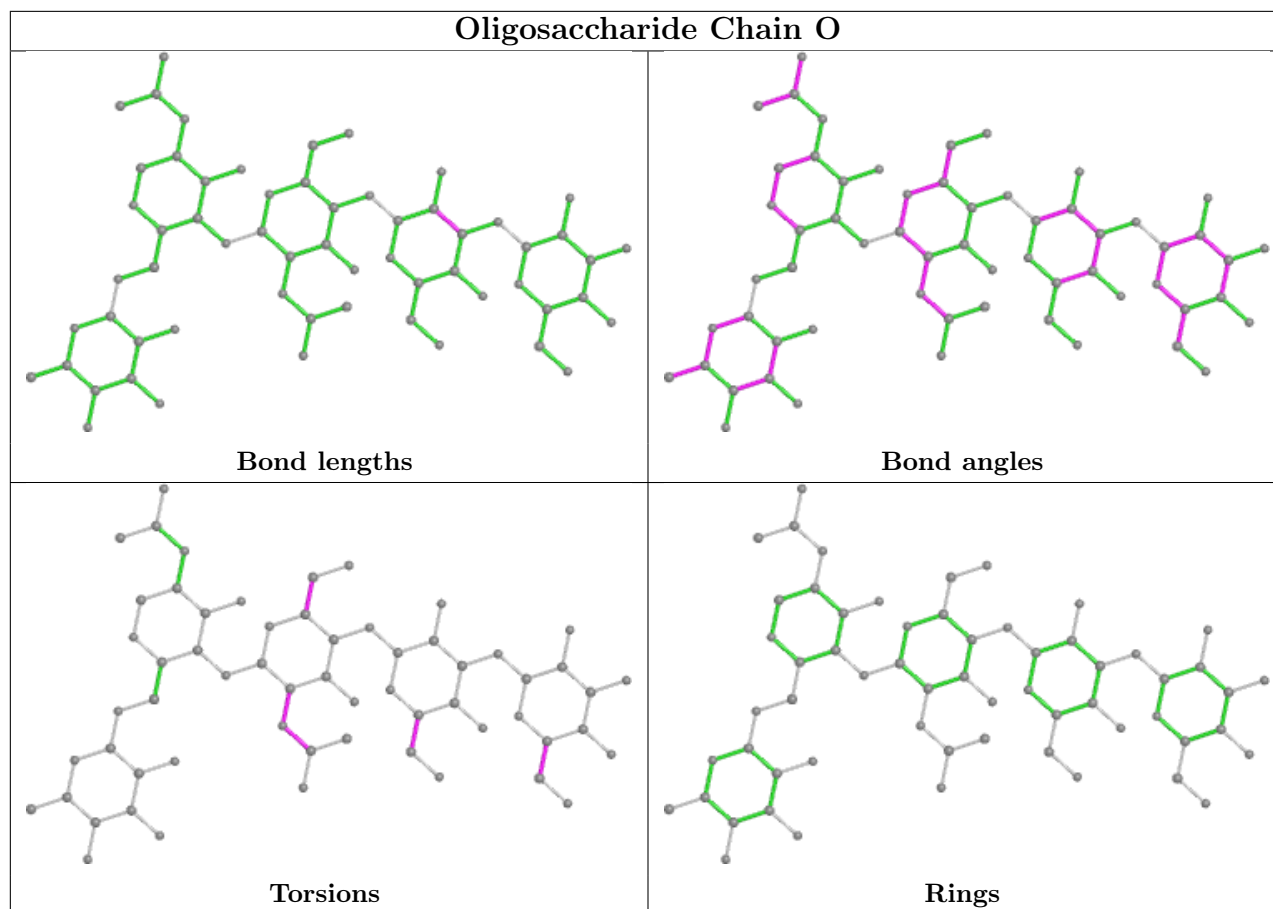 Oligosaccharide Chain O
Bond lengths
Bond angles
Torsions
Rings